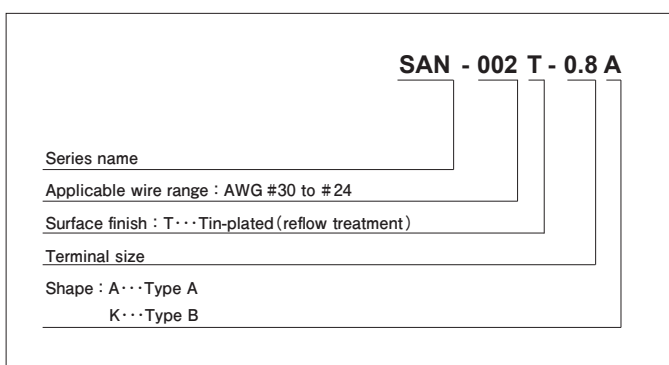 SAN - 002 T - 0.8 A
Series name
Applicable wire range：AWG #30 to #24
Surface finish：T･･･Tin-plated（reflow treatment）
Terminal size
Shape：A･･･Type A
K･･･Type B